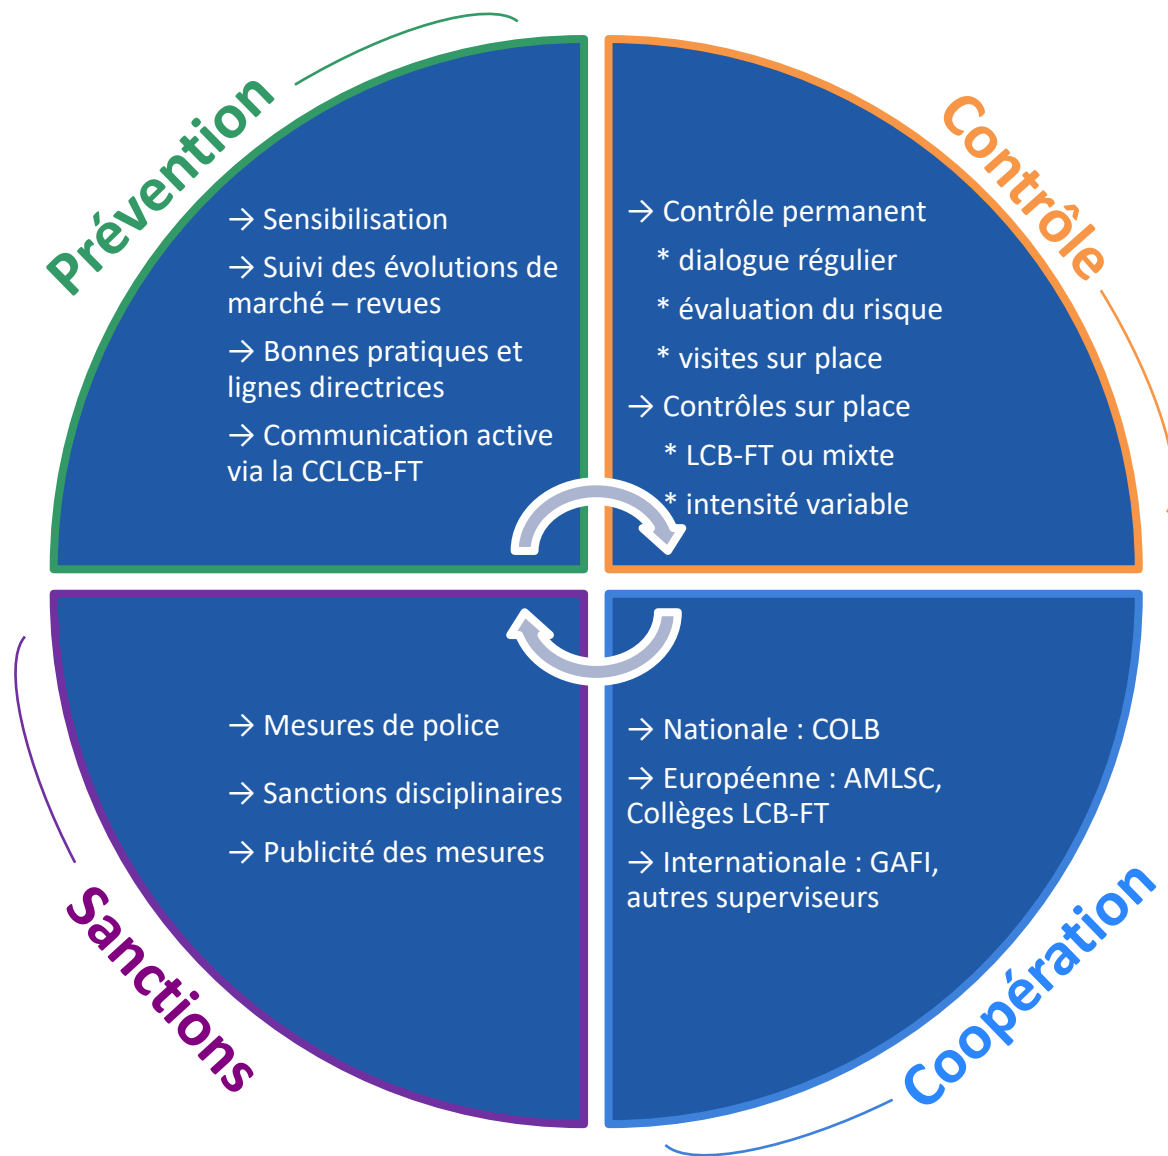 Prévention
→ Sensibilisation
→ Suivi des évolutions de
marché – revues
→ Bonnes pratiques et
lignes directrices
→ Communication active
via la CCLCB-FT
Contrôle
→ Contrôle permanent
* dialogue régulier
* évaluation du risque
* visites sur place
→ Contrôles sur place
* LCB-FT ou mixte
* intensité variable
Sanctions
→ Mesures de police
→ Sanctions disciplinaires
→ Publicité des mesures
Coopération
→ Nationale : COLB
→ Européenne : AMLSC,
Collèges LCB-FT
→ Internationale : GAFI,
autres superviseurs